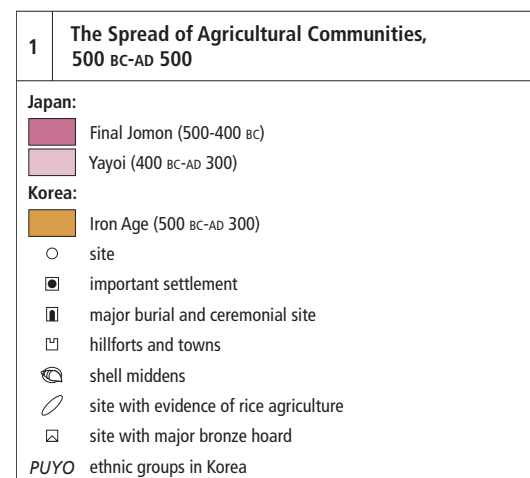 1
The Spread of Agricultural Communities,
500 BC-AD 500
Japan:
Final Jomon (500-400 BC)
Yayoi (400 BC-AD 300)
Korea:
Iron Age (500 BC-AD 300)
site
important settlement
major burial and ceremonial site
hillforts and towns
shell middens
site with evidence of rice agriculture
site with major bronze hoard
PUYO ethnic groups in Korea